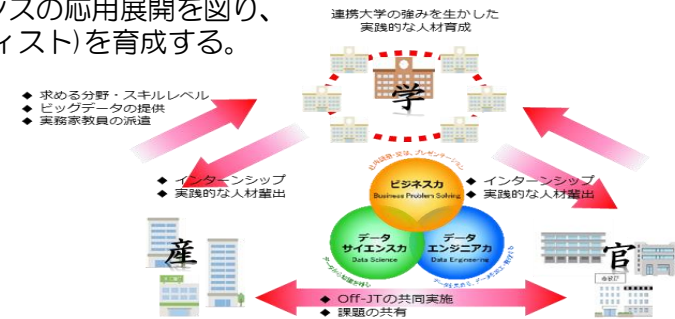 スの応用展開を図り、
ィスト)を育成する。
連携大学の強みを生かした
実践的な人材育成
学
◆ 求める分野・スキルレベル
◆ ビッグデータの提供
◆ 実務家教員の派遣
◆ インターンシップ
◆ 実践的な人材輩出
ビジネス力
Business Problem Solving
◆ インターンシップ
◆ 実践的な人材輩出
データ
サイエンス力
Data Science
データ
エンジニア力
Data Engineering
産
官
◆ Off-JTの共同実施
◆ 課題の共有